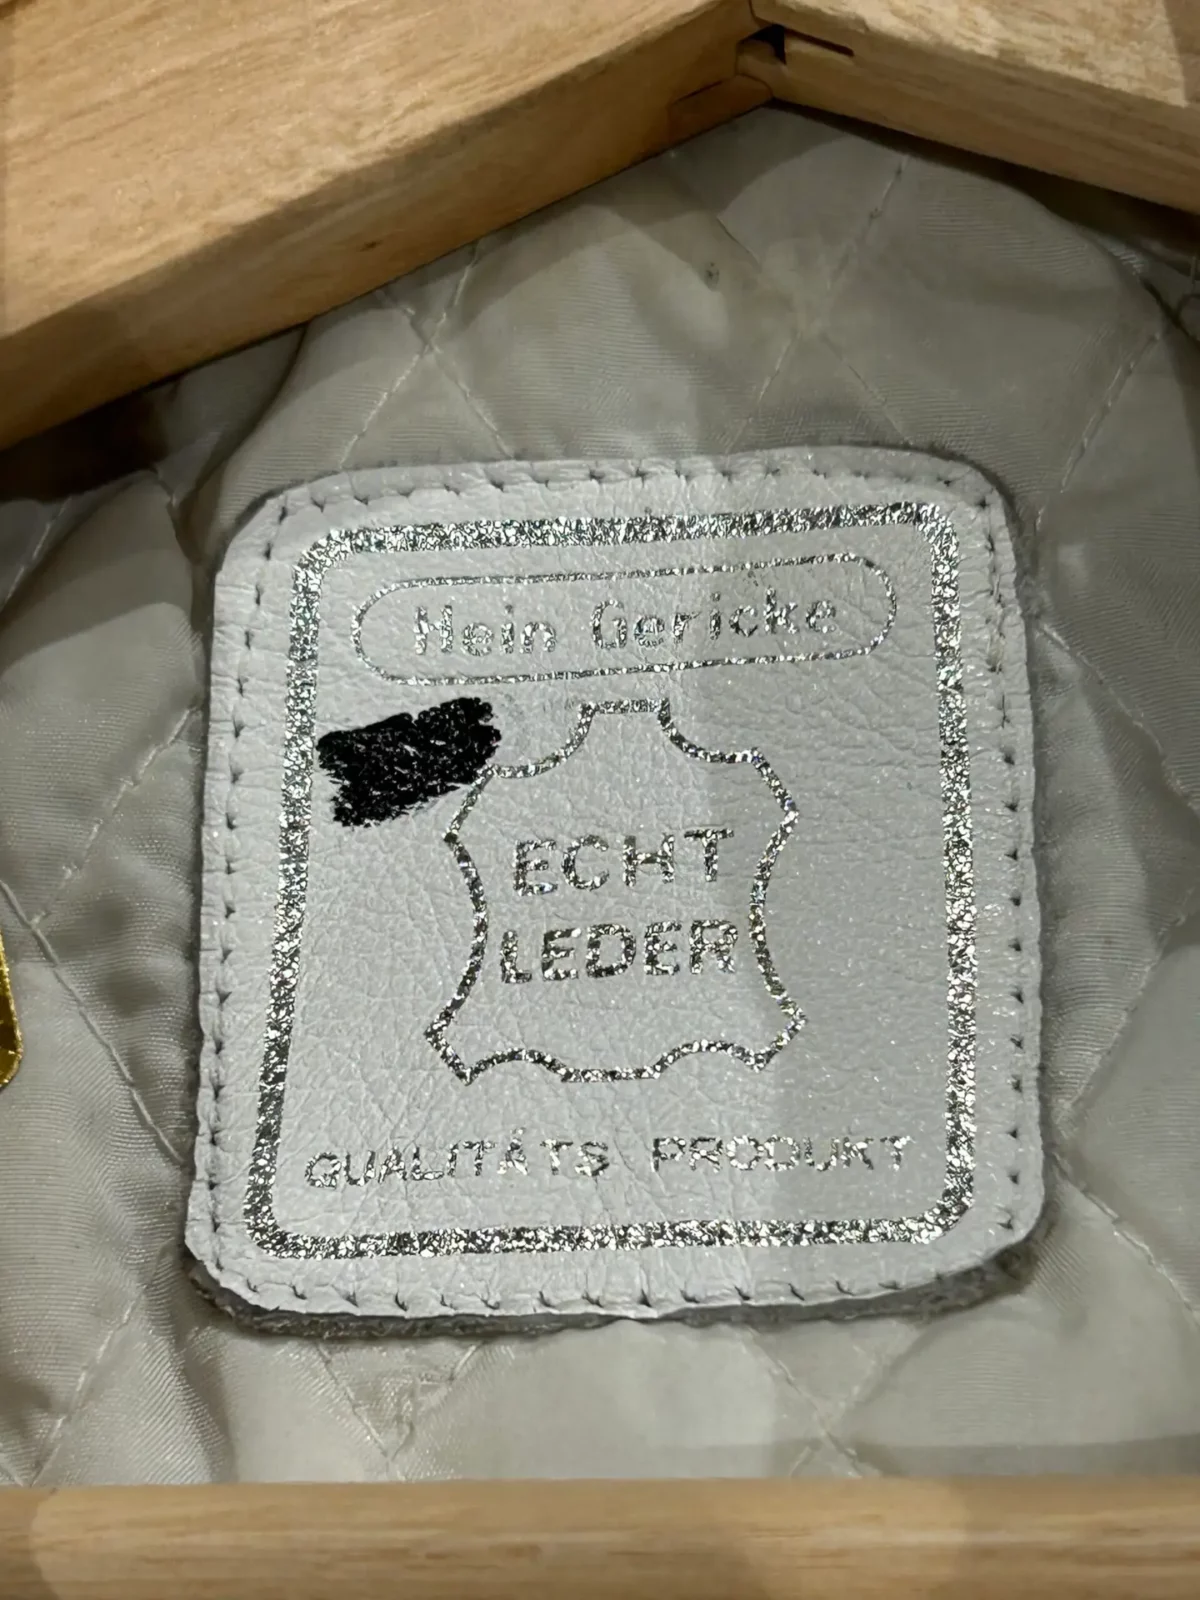 Hein Gericke
ECHT
LEDER
QUALITÄTS PRODUKT